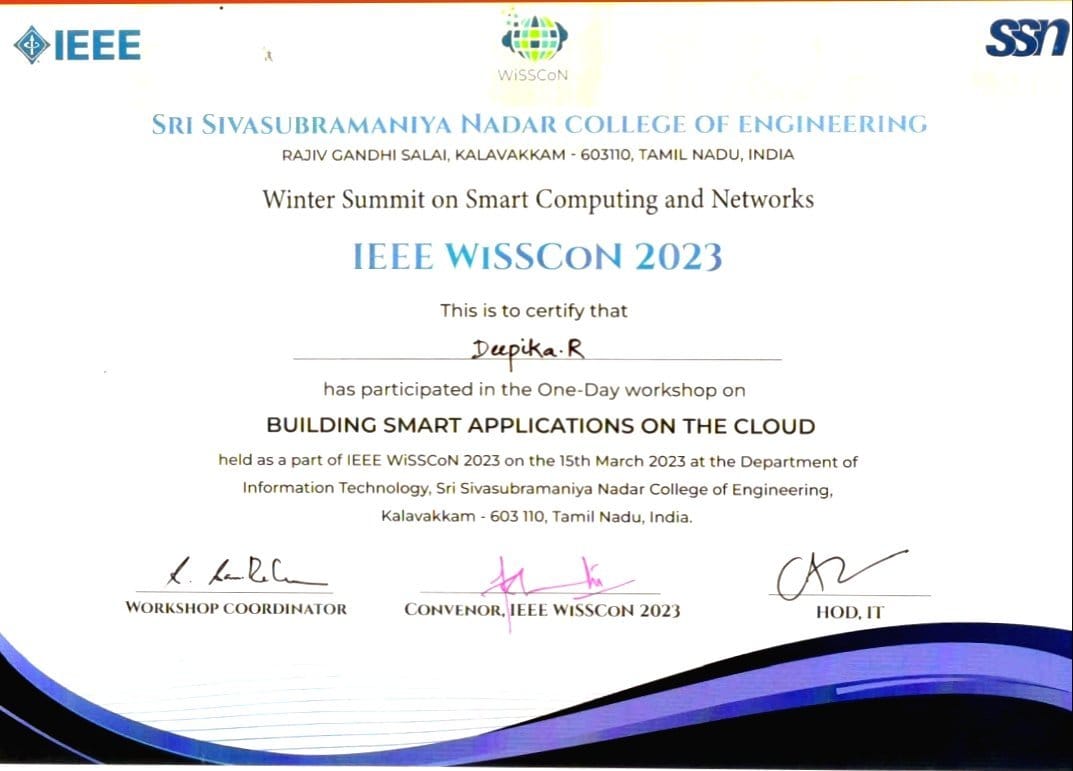 IEEE
WiSSCoN
ssn
SRI SIVASUBRAMANIYA NADAR COLLEGE OF ENGINEERING
RAJIV GANDHI SALAI, KALAVAKKAM - 603110, TAMIL NADU, INDIA
Winter Summit on Smart Computing and Networks
IEEE WiSSCoN 2023
This is to certify that
Deepika.R
has participated in the One-Day workshop on
BUILDING SMART APPLICATIONS ON THE CLOUD
held as a part of IEEE WiSSCoN 2023 on the 15th March 2023 at the Department of
Information Technology, Sri Sivasubramaniya Nadar College of Engineering,
Kalavakkam - 603 110, Tamil Nadu, India.
WORKSHOP COORDINATOR
CONVENOR, IEEE WiSSCoN 2023
HOD, IT